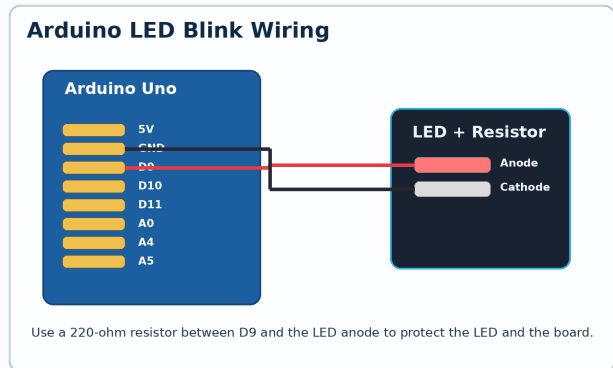 Arduino LED Blink Wiring
Arduino Uno
5V
GND
D9
D10
D11
A0
A4
A5
LED + Resistor
Anode
Cathode
Use a 220-ohm resistor between D9 and the LED anode to protect the LED and the board.